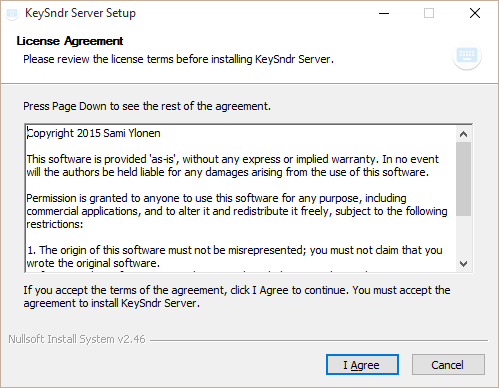 KeySndr Server Setup
License Agreement
Please review the license terms before installing KeySndr Server.
Press Page Down to see the rest of the agreement.
Copyright 2015 Sami Ylonen
This software is provided 'as-is', without any express or implied warranty. In no event
will the authors be held liable for any damages arising from the use of this software.
Permission is granted to anyone to use this software for any purpose, including
commercial applications, and to alter it and redistribute it freely, subject to the following
restrictions:
1. The origin of this software must not be misrepresented; you must not claim that you
wrote the original software.
If you accept the terms of the agreement, click I Agree to continue. You must accept the
agreement to install KeySndr Server.
Nullsoft Install System v2.46
I Agree
Cancel